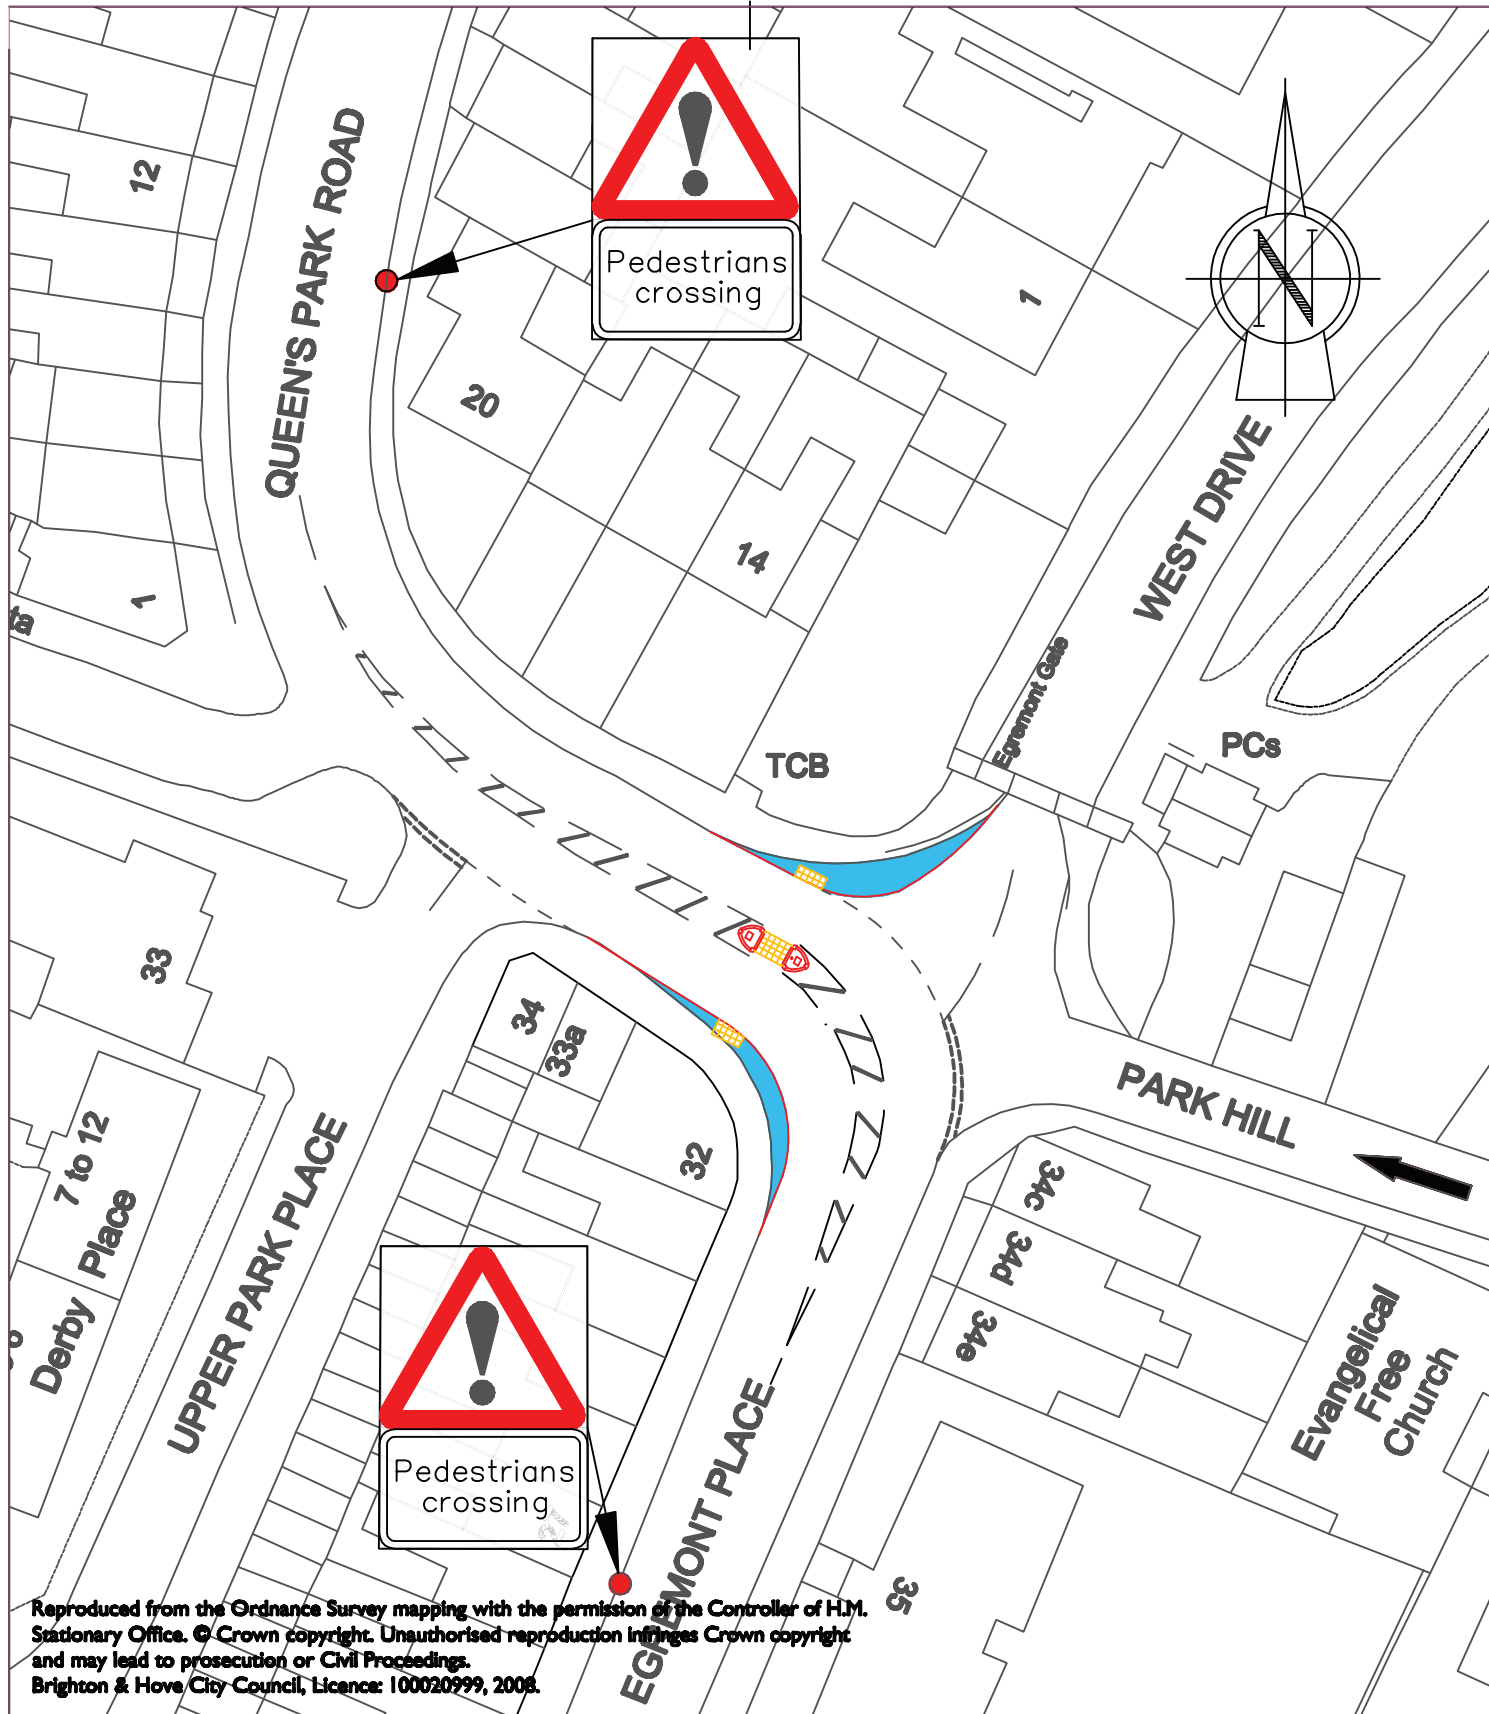 12
QUEEN'S PARK ROAD
Pedestrians
crossing
1
N
20
14
WEST DRIVE
1
ta
Egremont Gate
TCB
PCs
33
34
33a
32
PARK HILL
7 to 12
Derby Place
UPPER PARK PLACE
34c
34d
34e
Evangelical
Free
Church
Pedestrians
crossing
EGREMONT PLACE
35
Reproduced from the Ordnance Survey mapping with the permission of the Controller of H.M.
Stationary Office. © Crown copyright. Unauthorised reproduction infringes Crown copyright
and may lead to prosecution or Civil Proceedings.
Brighton & Hove City Council, Licence: 100020999, 2008.